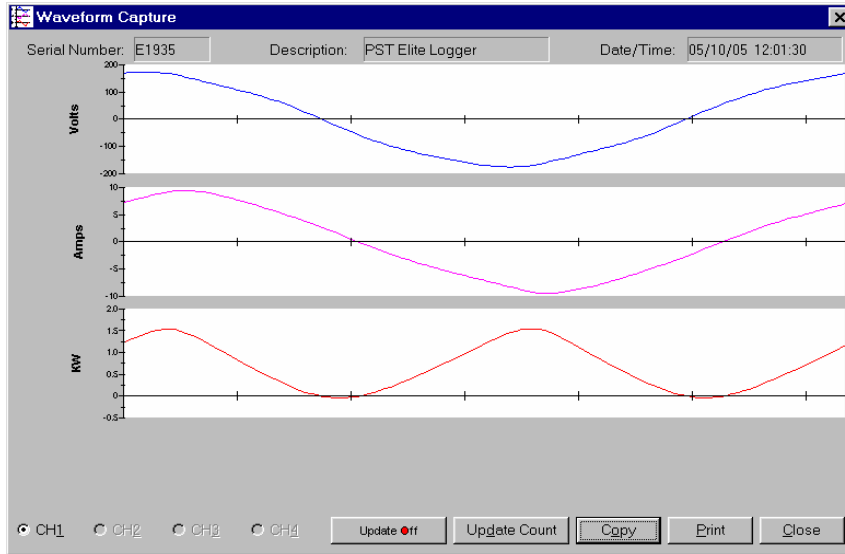 Waveform Capture
Serial Number: E1935 Description: PST Elite Logger Date/Time: 05/10/05 12:01:30
200
100
0
-100
-200
Volts
10
5
0
-5
-10
Amps
2.0
1.5
1.0
0.5
0
-0.5
KW
CH1 CH2 CH3 CH4 Update Off Update Count Copy Print Close